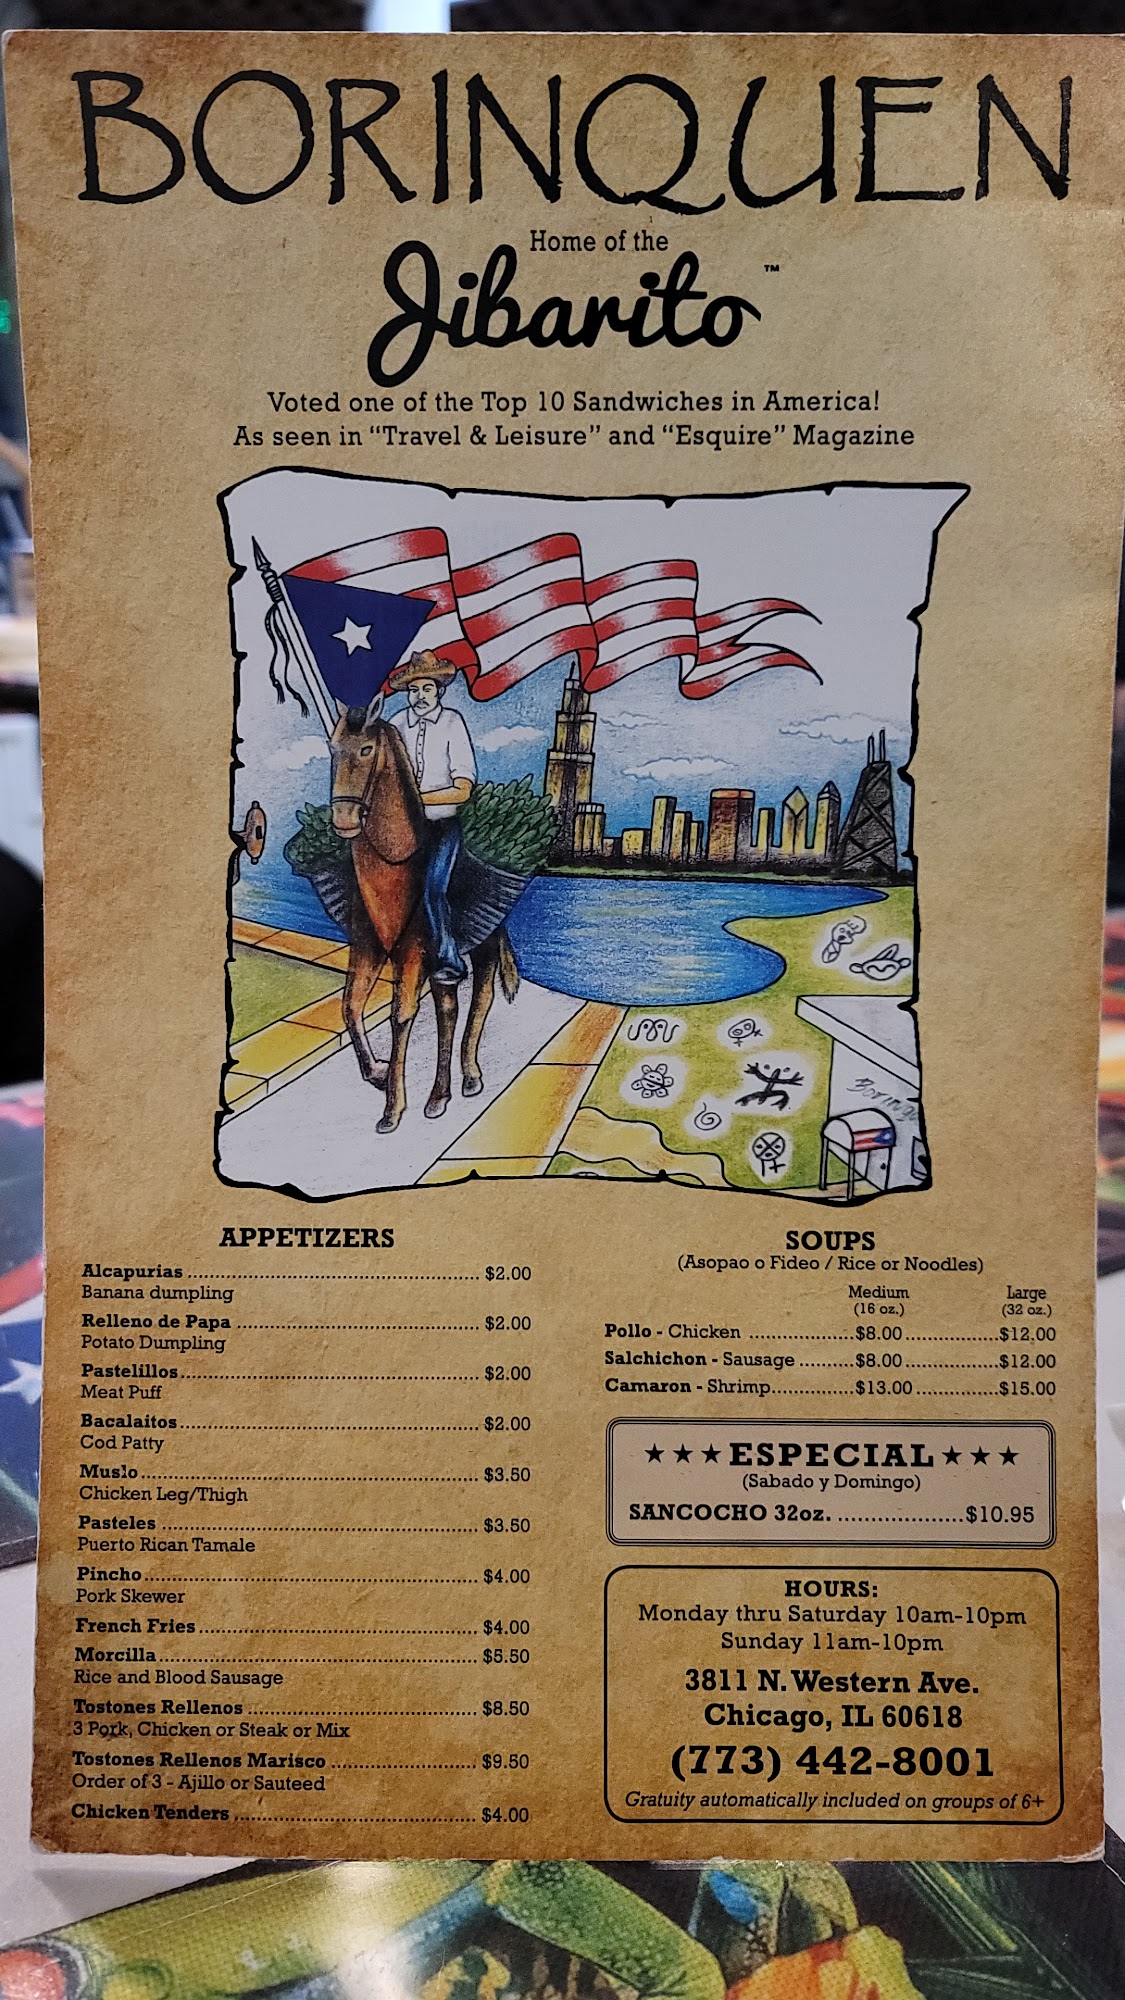 BORINQUEN
Home of the
Jibarito™
Voted one of the Top 10 Sandwiches in America!
As seen in “Travel & Leisure” and “Esquire” Magazine
APPETIZERS
Alcapurias ........ $2.00
Banana dumpling
Relleno de Papa ........ $2.00
Potato Dumpling
Pastelillos ........ $2.00
Meat Puff
Bacalaitos ........ $2.00
Cod Patty
Muslo ........ $3.50
Chicken Leg/Thigh
Pasteles ........ $3.50
Puerto Rican Tamale
Pincho ........ $4.00
Pork Skewer
French Fries ........ $4.00
Morcilla ........ $5.50
Rice and Blood Sausage
Tostones Rellenos ........ $8.50
3 Pork, Chicken or Steak or Mix
Tostones Rellenos Marisco ........ $9.50
Order of 3 - Ajillo or Sauteed
Chicken Tenders ........ $4.00
SOUPS
(Asopao o Fideo / Rice or Noodles)
Medium Large
(16 oz.) (32 oz.)
Pollo - Chicken ........ $8.00 ........ $12.00
Salchichon - Sausage ........ $8.00 ........ $12.00
Camaron - Shrimp ........ $13.00 ........ $15.00
★★★ESPECIAL★★★
(Sabado y Domingo)
SANCOCHO 32oz. ........ $10.95
HOURS:
Monday thru Saturday 10am-10pm
Sunday 11am-10pm
3811 N. Western Ave.
Chicago, IL 60618
(773) 442-8001
Gratuity automatically included on groups of 6+